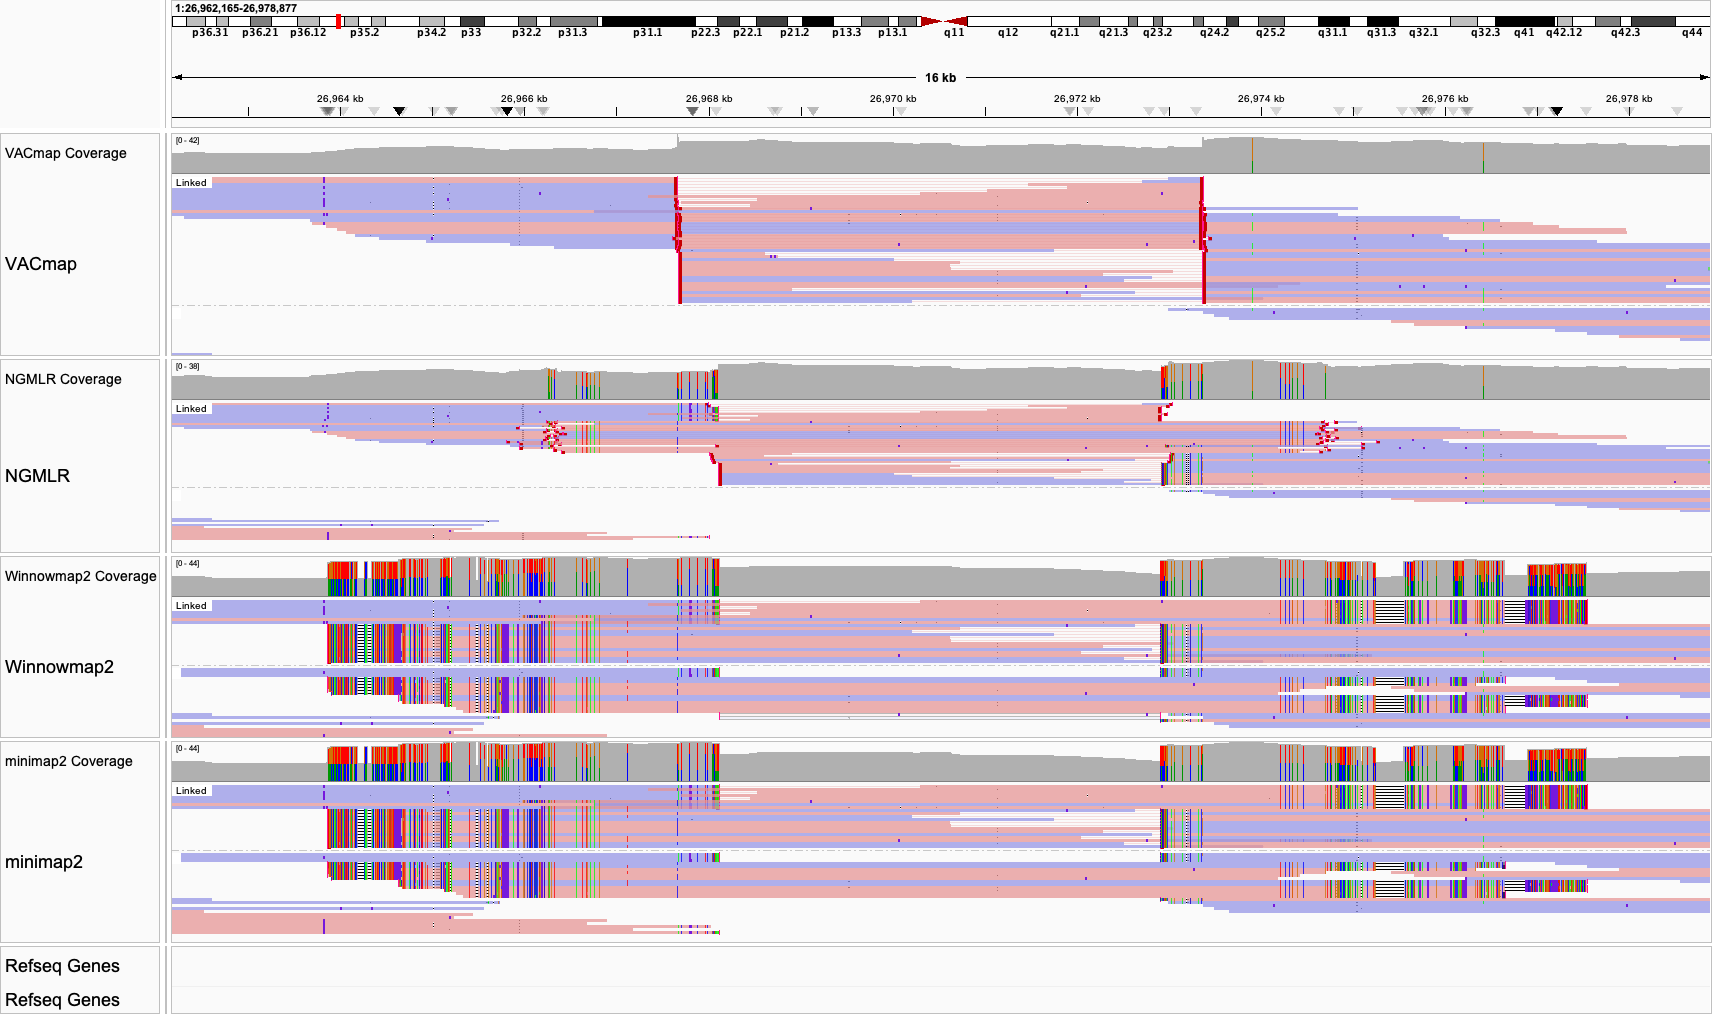 1:26,962,165-26,978,877
p36.31 p36.21 p36.12 p35.2 p34.2 p33 p32.2 p31.3 p31.1 p22.3 p22.1 p21.2 p13.3 p13.1 q11 q12 q21.1 q21.3 q23.2 q24.2 q25.2 q31.1 q31.3 q32.1 q32.3 q41 q42.12 q42.3 q44
16 kb
26,964 kb 26,966 kb 26,968 kb 26,970 kb 26,972 kb 26,974 kb 26,976 kb 26,978 kb
[0 - 42]
VACmap Coverage
Linked
VACmap
[0 - 38]
NGMLR Coverage
Linked
NGMLR
[0 - 44]
Winnowmap2 Coverage
Linked
Winnowmap2
[0 - 44]
minimap2 Coverage
Linked
minimap2
Refseq Genes
Refseq Genes